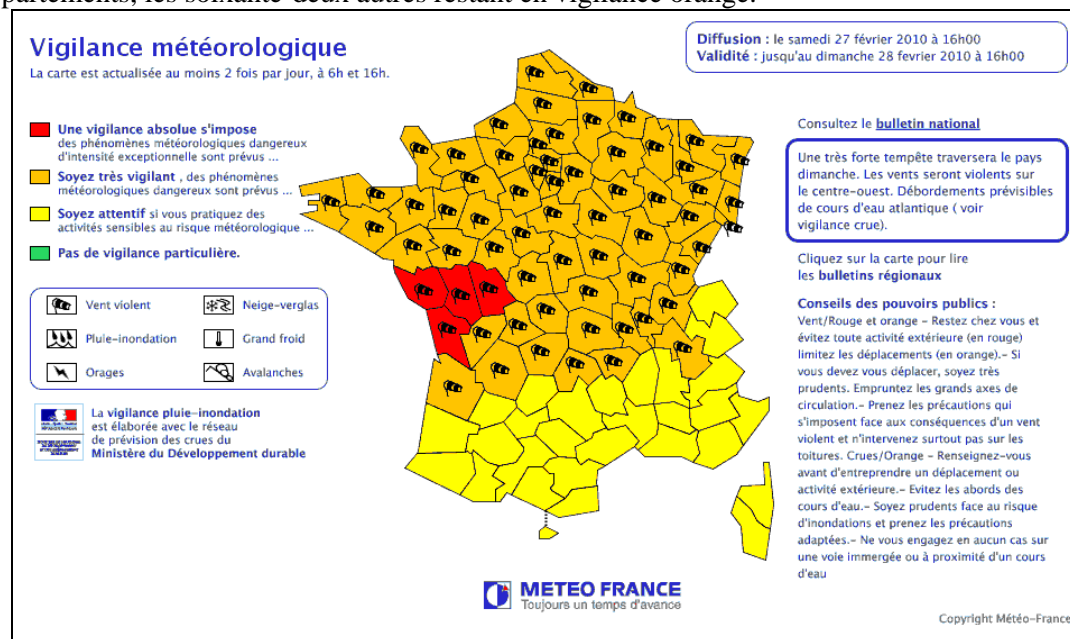 partements, les soixante-deux autres restant en vigilance orange.
Vigilance météorologique
La carte est actualisée au moins 2 fois par jour, à 6h et 16h.
Diffusion : le samedi 27 février 2010 à 16h00
Validité : jusqu'au dimanche 28 fevrier 2010 à 16h00
Une vigilance absolue s'impose
des phénomènes météorologiques dangereux
d'intensité exceptionnelle sont prévus ...
Soyez très vigilant , des phénomènes
météorologiques dangereux sont prévus ...
Soyez attentif si vous pratiquez des
activités sensibles au risque météorologique ...
Pas de vigilance particulière.
Vent violent
Neige-verglas
Pluie-inondation
Grand froid
Orages
Avalanches
La vigilance pluie-inondation
est élaborée avec le réseau
de prévision des crues du
Ministère du Développement durable
Consultez le bulletin national
Une très forte tempête traversera le pays
dimanche. Les vents seront violents sur
le centre-ouest. Débordements prévisibles
de cours d'eau atlantique ( voir
vigilance crue).
Cliquez sur la carte pour lire
les bulletins régionaux
Conseils des pouvoirs publics :
Vent/Rouge et orange - Restez chez vous et
évitez toute activité extérieure (en rouge)
limitez les déplacements (en orange).- Si
vous devez vous déplacer, soyez très
prudents. Empruntez les grands axes de
circulation.- Prenez les précautions qui
s'imposent face aux conséquences d'un vent
violent et n'intervenez surtout pas sur les
toitures. Crues/Orange - Renseignez-vous
avant d'entreprendre un déplacement ou
activité extérieure.- Evitez les abords des
cours d'eau.- Soyez prudents face au risque
d'inondations et prenez les précautions
adaptées.- Ne vous engagez en aucun cas sur
une voie immergée ou à proximité d'un cours
d'eau
METEO FRANCE
Toujours un temps d'avance
Copyright Météo-France